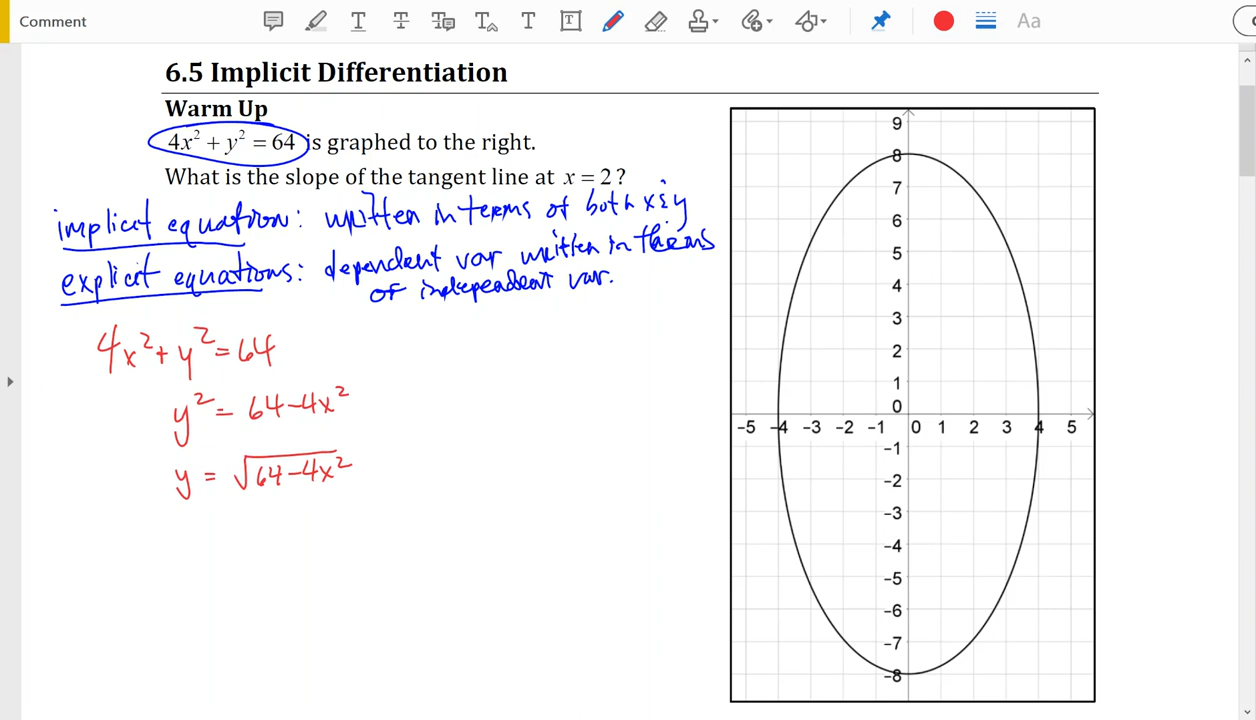 Comment
T T T T T T Aa
6.5 Implicit Differentiation
Warm Up
4x² + y² = 64 is graphed to the right.
What is the slope of the tangent line at x = 2?
implicit equation: written in terms of both x & y
explicit equations: dependent var written in therms
of independent var.
4x² + y² = 64
y² = 64 - 4x²
y = √64 - 4x²
9
8
7
6
5
4
3
2
1
0
-5 -4 -3 -2 -1 0 1 2 3 4 5
-1
-2
-3
-4
-5
-6
-7
-8